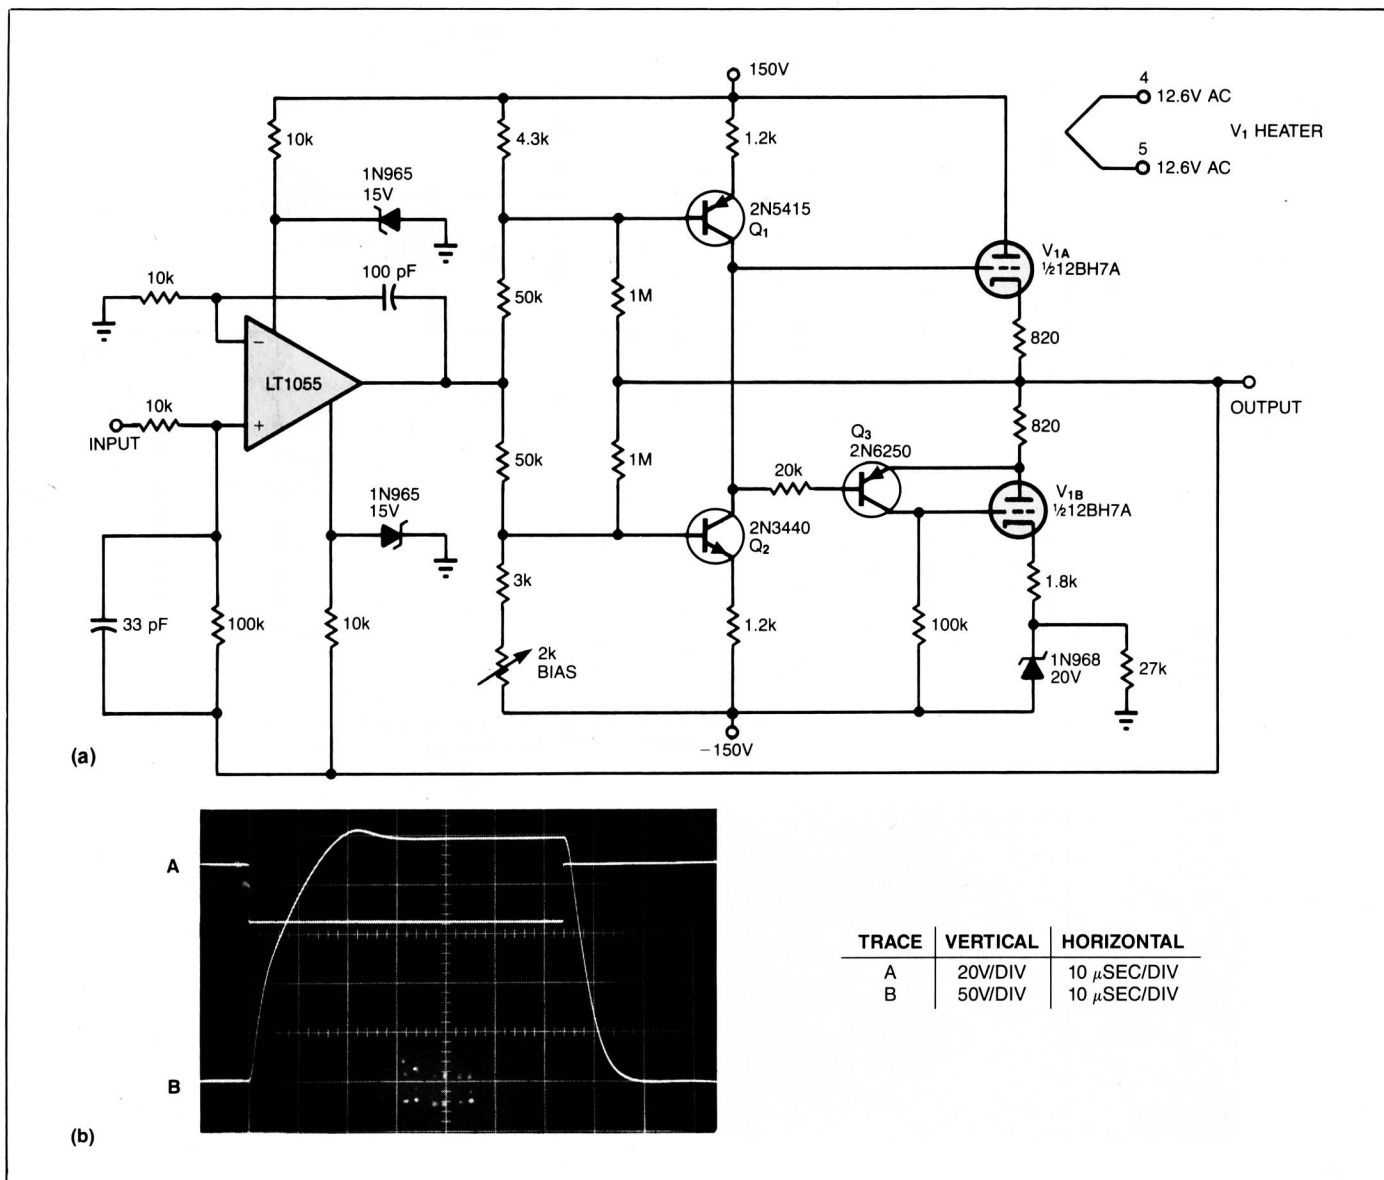 150V
4
12.6V AC
V1 HEATER
5
12.6V AC
10k
4.3k
1.2k
1N965
15V
2N5415
Q1
V1A
½12BH7A
10k
100 pF
50k
1M
820
−
LT1055
10k
+
INPUT
OUTPUT
820
50k
1M
Q3
2N6250
20k
V1B
½12BH7A
1N965
15V
2N3440
Q2
3k
1.8k
33 pF
100k
10k
1.2k
100k
2k
BIAS
1N968
20V
27k
−150V
(a)
A
B
(b)
TRACE VERTICAL HORIZONTAL
A 20V/DIV 10 μSEC/DIV
B 50V/DIV 10 μSEC/DIV